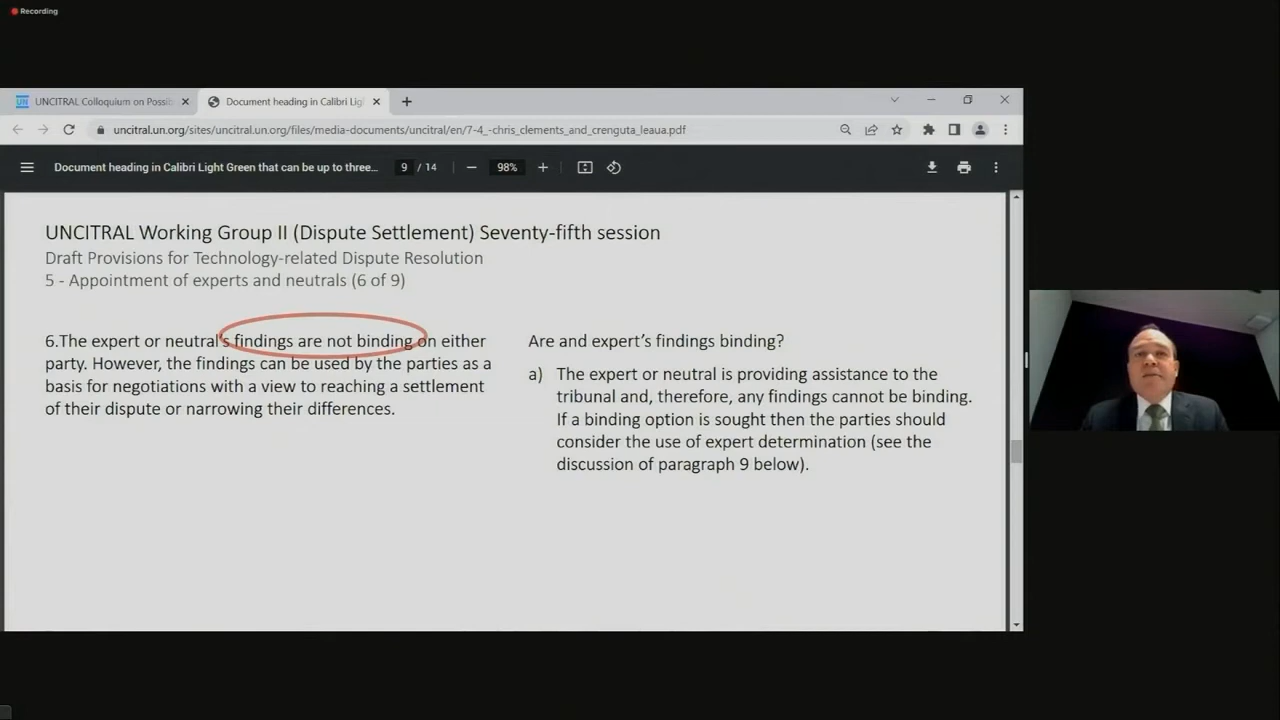 Recording
UNCITRAL Colloquium on Possib
Document heading in Calibri Lig
uncitral.un.org/sites/uncitral.un.org/files/media-documents/uncitral/en/7-4_-chris_clements_and_crenguta_leaua.pdf
Document heading in Calibri Light Green that can be up to three...
9 / 14
98%
UNCITRAL Working Group II (Dispute Settlement) Seventy-fifth session
Draft Provisions for Technology-related Dispute Resolution
5 - Appointment of experts and neutrals (6 of 9)
6.The expert or neutral's findings are not binding on either
party. However, the findings can be used by the parties as a
basis for negotiations with a view to reaching a settlement
of their dispute or narrowing their differences.
Are and expert's findings binding?
a) The expert or neutral is providing assistance to the
tribunal and, therefore, any findings cannot be binding.
If a binding option is sought then the parties should
consider the use of expert determination (see the
discussion of paragraph 9 below).